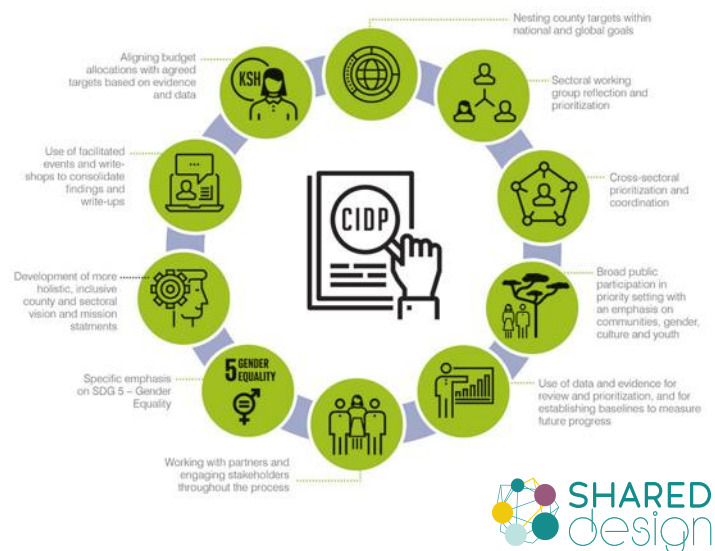 Nesting county targets within
national and global goals
Aligning budget
allocations with agreed
targets based on evidence
and data
KSH
Sectoral working
group reflection and
prioritization
Use of facilitated
events and write-
shops to consolidate
findings and
write-ups
Cross-sectoral
prioritization and
coordination
CIDP
Development of more
holistic, inclusive
county and sectoral
vision and mission
statments
Broad public
participation in
priority setting with
an emphasis on
communities, gender,
culture and youth
Specific emphasis
on SDG 5 – Gender
Equality
5 GENDER
EQUALITY
Use of data and evidence for
review and prioritization, and for
establishing baselines to measure
future progress
Working with partners and
engaging stakeholders
throughout the process
SHARED
design